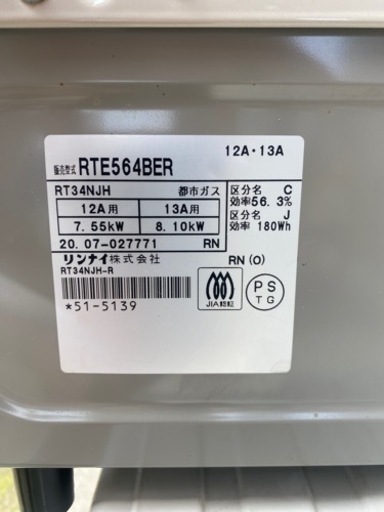 12A・13A
販売型式 RTE564BER
RT34NJH 都市ガス
区分名 C
効率56.3%
12A用 13A用
区分名 J
7.55kW 8.10kW
効率 180Wh
20.07-027771 RN
リンナイ株式会社 RN(O)
RT34NJH-R
*51-5139
JIA認証
PS
TG